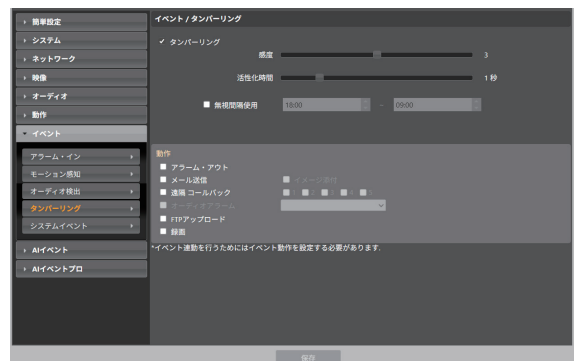 簡単設定
システム
ネットワーク
映像
オーディオ
動作
イベント
アラーム・イン
モーション感知
オーディオ検出
タンパーリング
システムイベント
AIイベント
AIイベントプロ
イベント / タンパーリング
タンパーリング
感度 3
活性化時間 1 秒
無視間隔使用 18:00 - 09:00
動作
アラーム・アウト
メール送信 イメージ添付
遠隔 コールバック 1 2 3 4 5
オーディオアラーム
FTPアップロード
録画
*イベント連動を行うためにはイベント動作を設定する必要があります.
保存